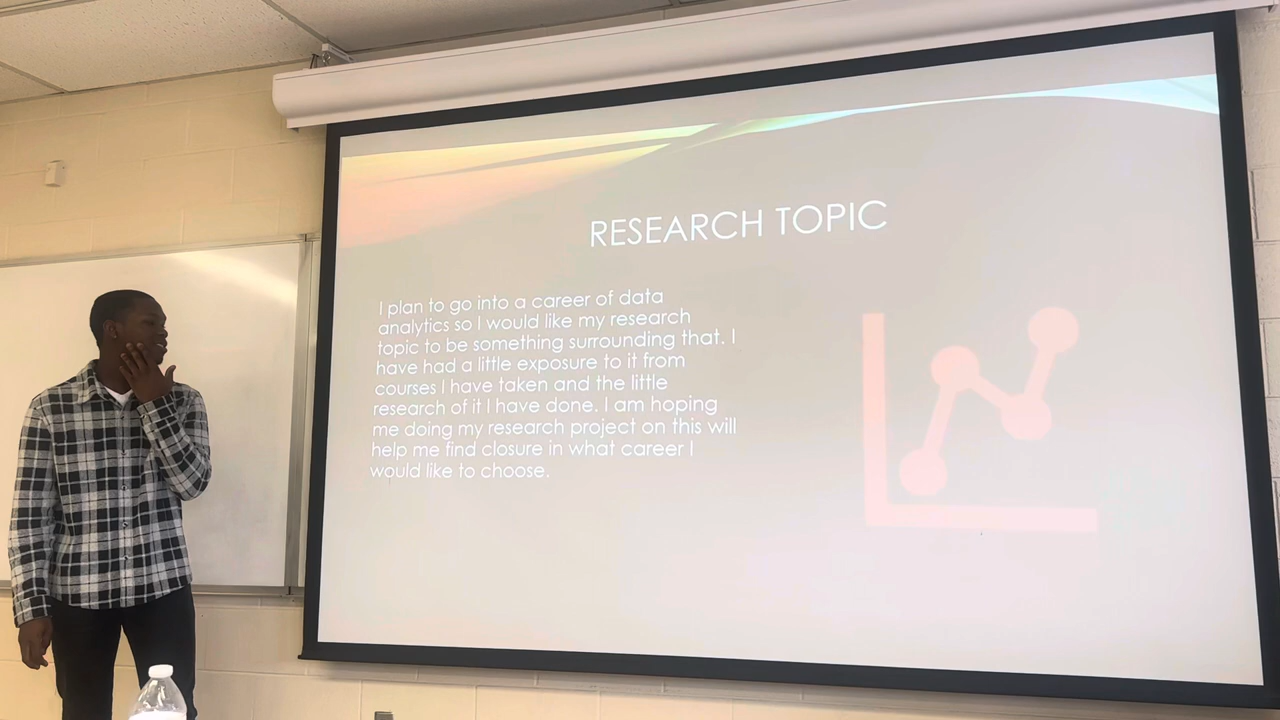 RESEARCH TOPIC
I plan to go into a career of data
analytics so I would like my research
topic to be something surrounding that. I
have had a little exposure to it from
courses I have taken and the little
research of it I have done. I am hoping
me doing my research project on this will
help me find closure in what career I
would like to choose.